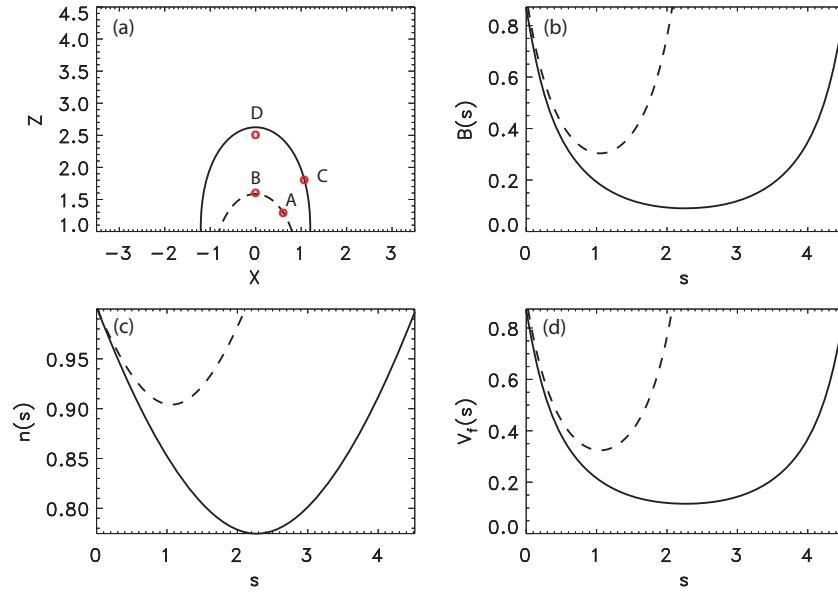 (a)
4.5
4.0
3.5
3.0
2.5
2.0
1.5
1.0
Z
D
C
B
A
−3 −2 −1 0 1 2 3
X
(b)
0.8
0.6
0.4
0.2
0.0
B(s)
0 1 2 3 4
s
(c)
0.95
0.90
0.85
0.80
n(s)
0 1 2 3 4
s
(d)
0.8
0.6
0.4
0.2
0.0
V_f(s)
0 1 2 3 4
s